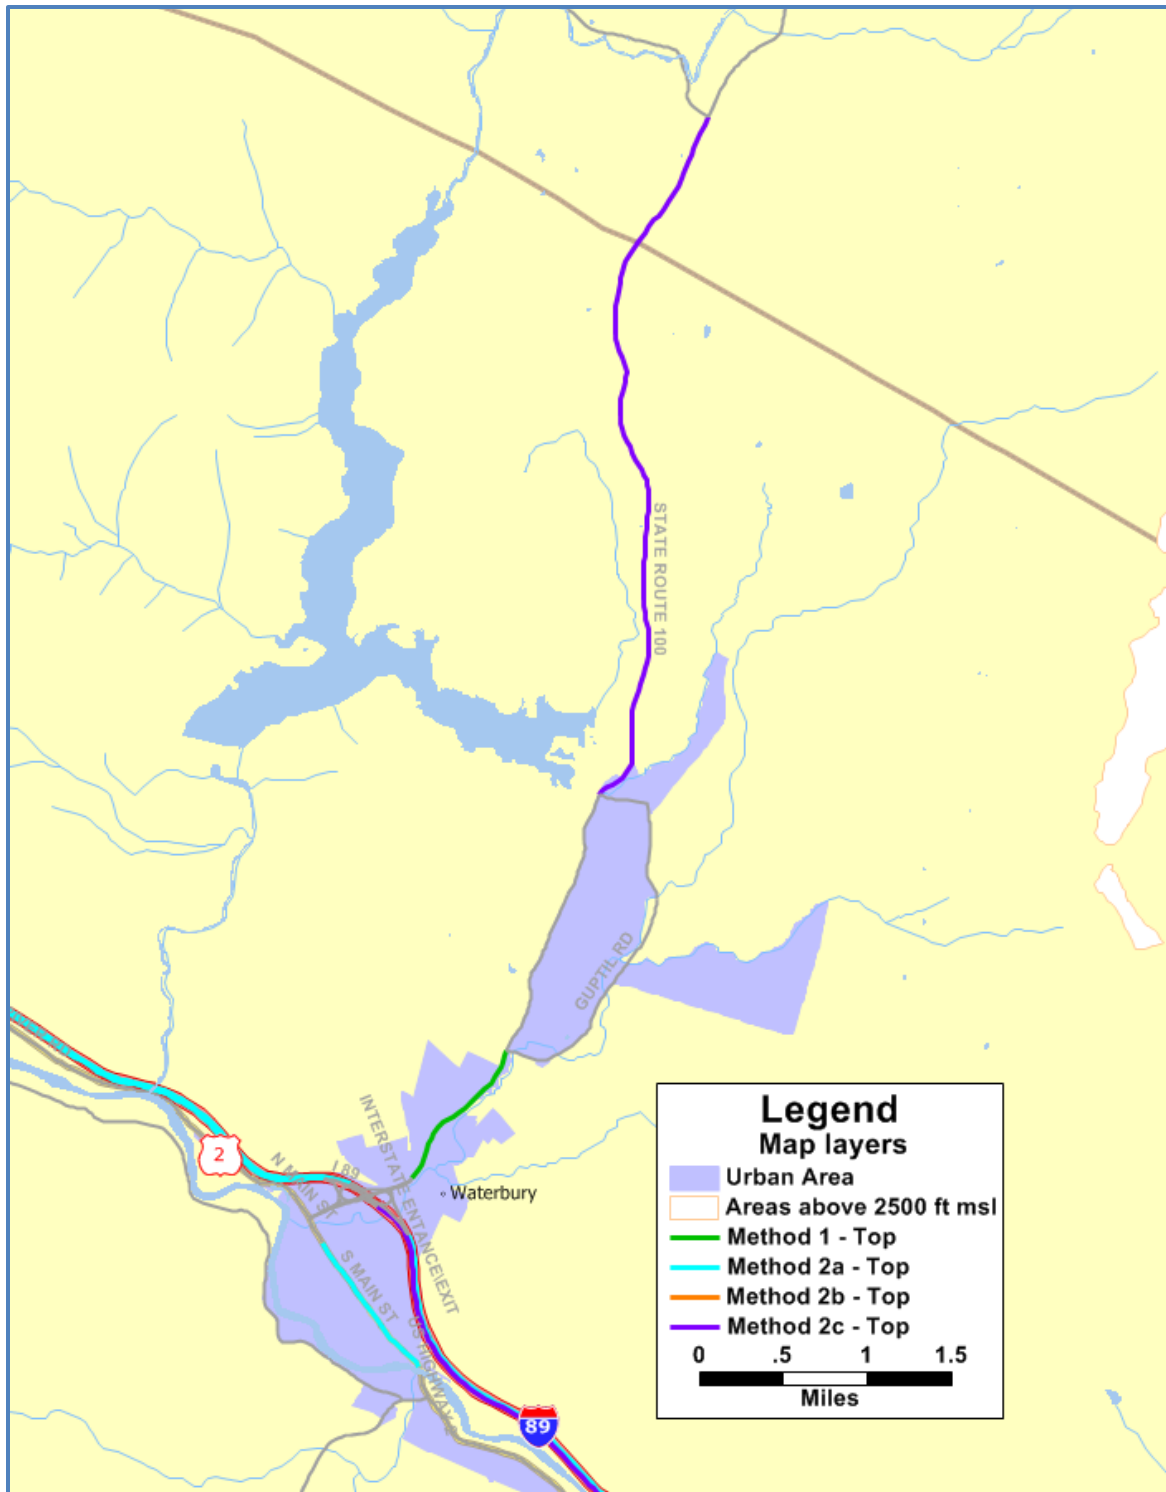 STATE ROUTE 100
GUPTIL RD
INTERSTATE ENTANCE\EXIT
I 89
N MAIN ST
2
Waterbury
S MAIN ST
US HIGHWAY 2
89
Legend
Map layers
Urban Area
Areas above 2500 ft msl
Method 1 - Top
Method 2a - Top
Method 2b - Top
Method 2c - Top
0 .5 1 1.5
Miles